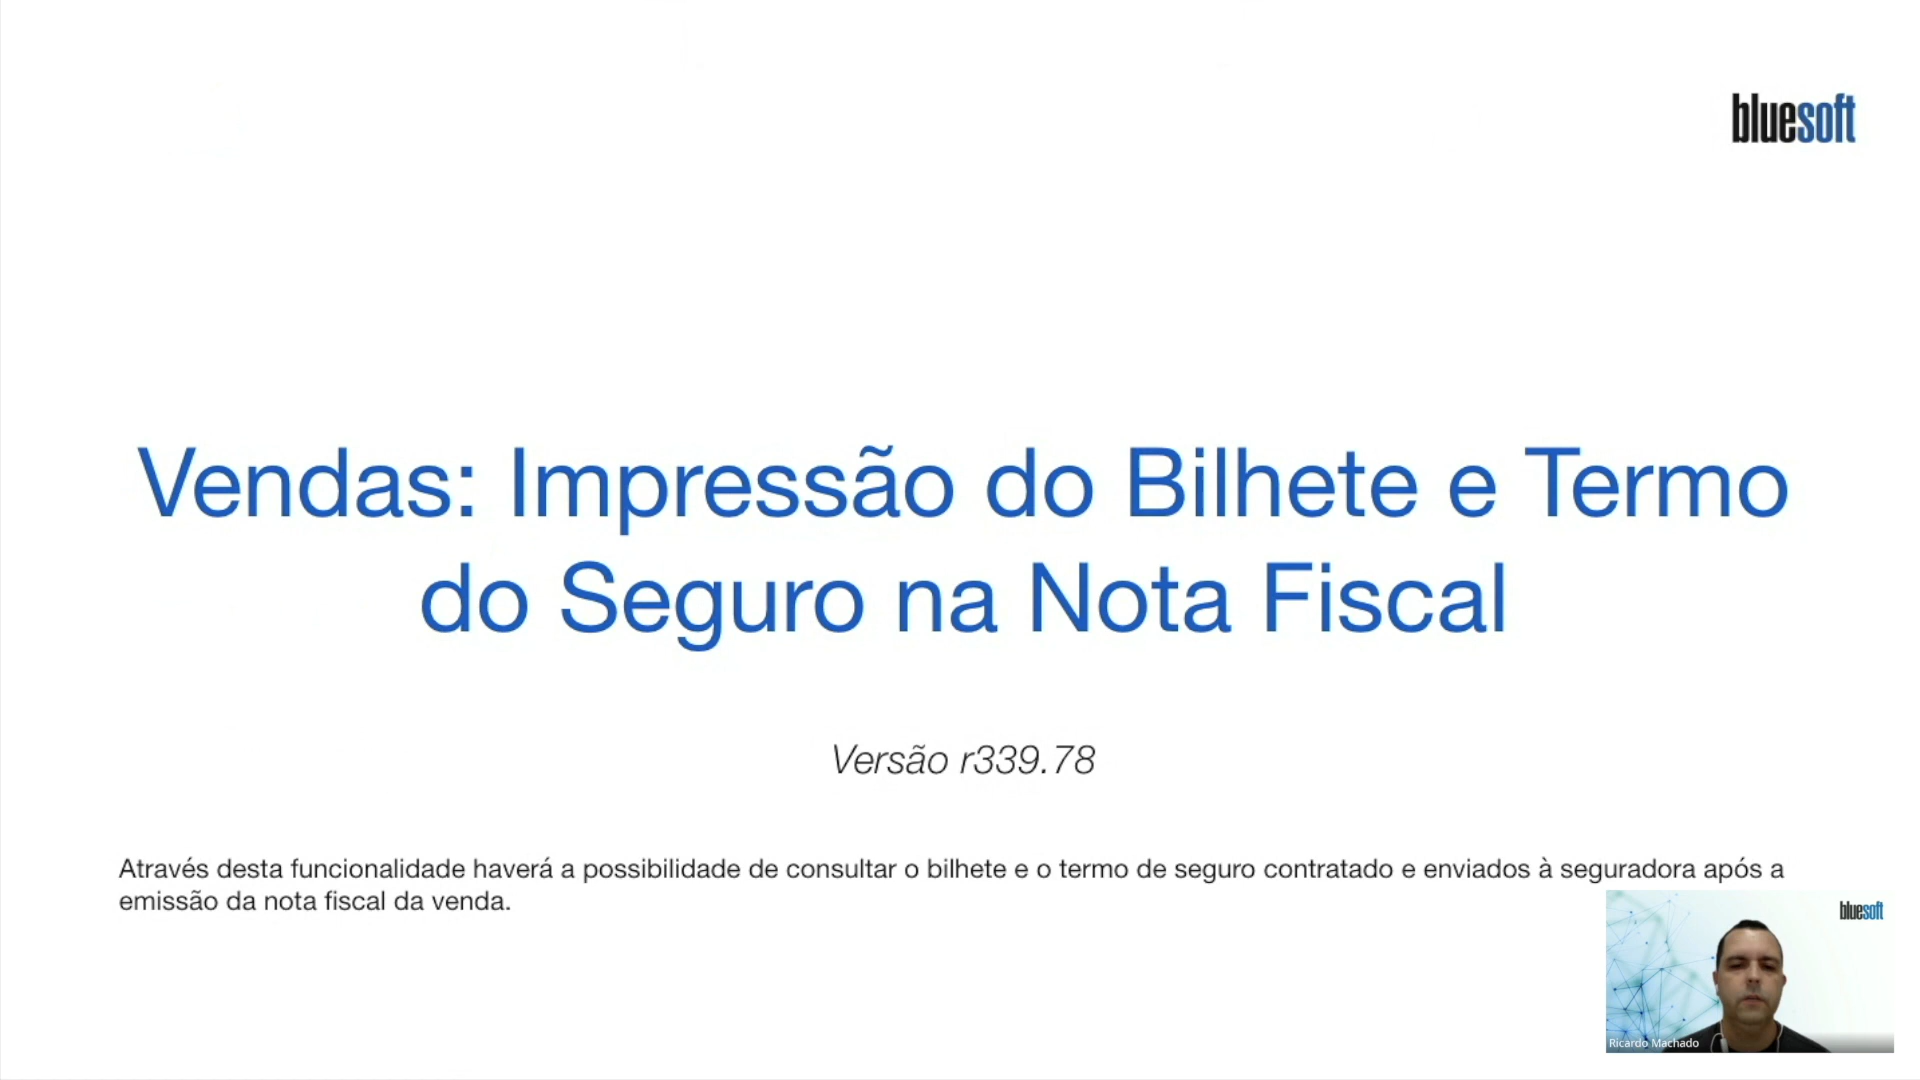 bluesoft
Vendas: Impressão do Bilhete e Termo
do Seguro na Nota Fiscal
Versão r339.78
Através desta funcionalidade haverá a possibilidade de consultar o bilhete e o termo de seguro contratado e enviados à seguradora após a
emissão da nota fiscal da venda.
bluesoft
Ricardo Machado